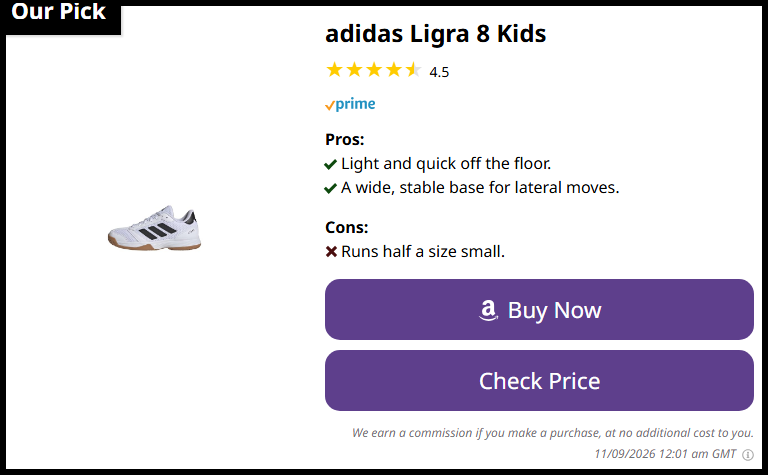 Our Pick
adidas Ligra 8 Kids
4.5
prime
Pros:
Light and quick off the floor.
A wide, stable base for lateral moves.
Cons:
Runs half a size small.
Buy Now
Check Price
We earn a commission if you make a purchase, at no additional cost to you.
11/09/2026 12:01 am GMT